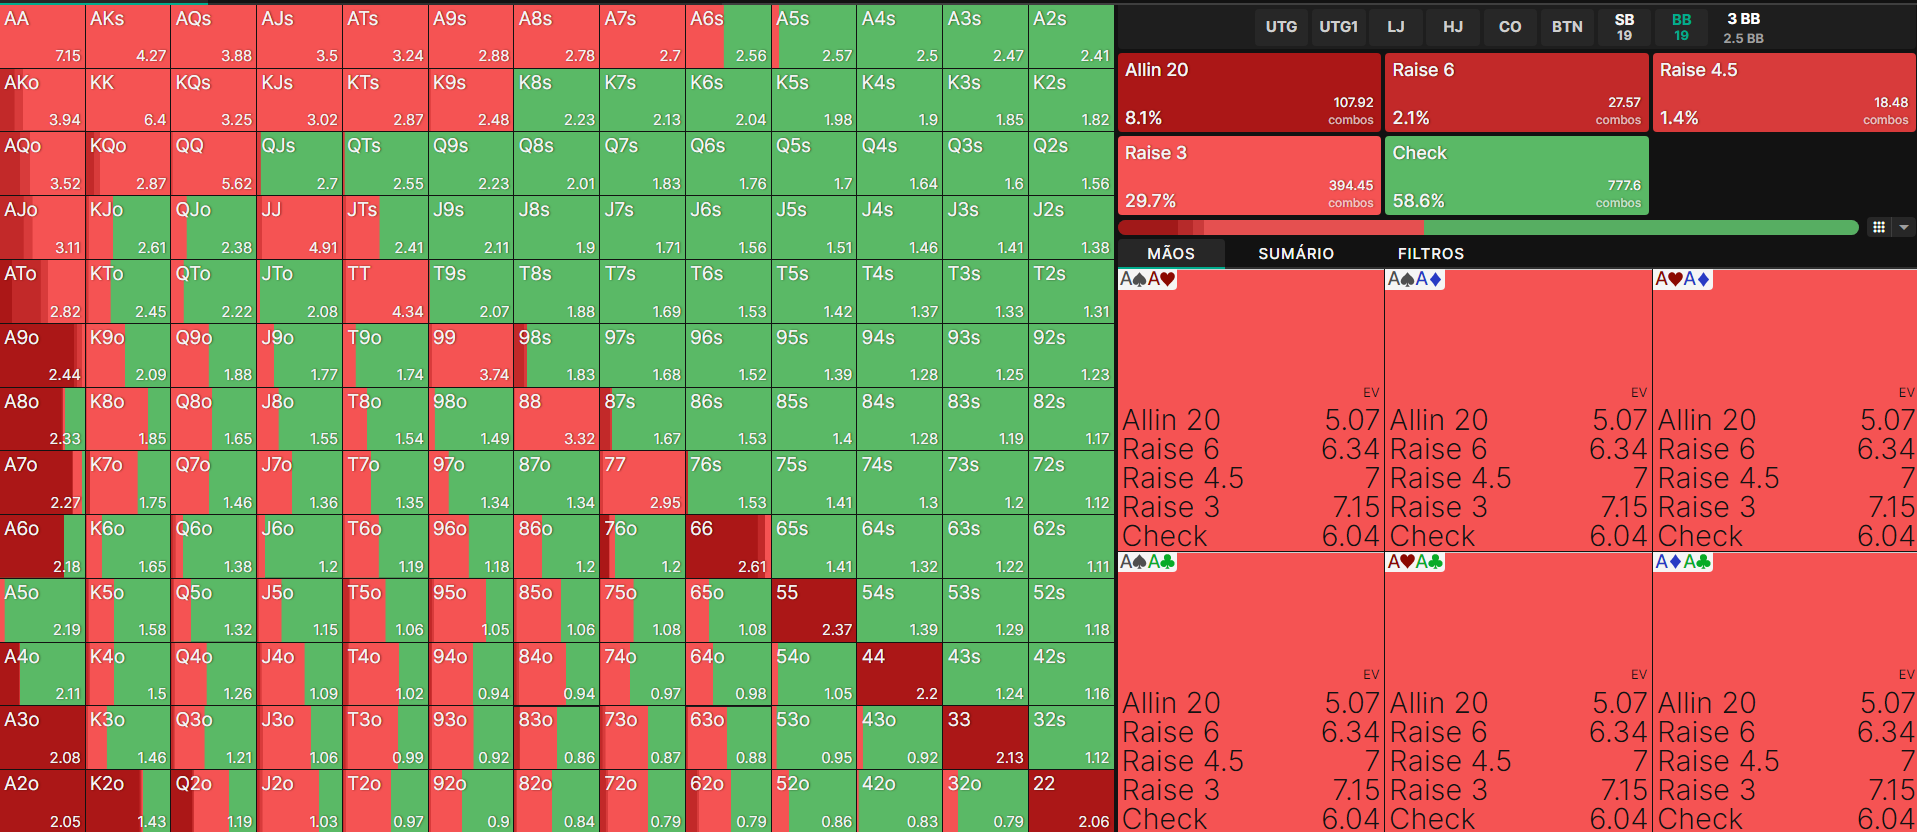 AA AKs AQs AJs ATs A9s A8s A7s A6s A5s A4s A3s A2s
7.15 4.27 3.88 3.5 3.24 2.88 2.78 2.7 2.56 2.57 2.5 2.47 2.41
AKo KK KQs KJs KTs K9s K8s K7s K6s K5s K4s K3s K2s
3.94 6.4 3.25 3.02 2.87 2.48 2.23 2.13 2.04 1.98 1.9 1.85 1.82
AQo KQo QQ QJs QTs Q9s Q8s Q7s Q6s Q5s Q4s Q3s Q2s
3.52 2.87 5.62 2.7 2.55 2.23 2.01 1.83 1.76 1.7 1.64 1.6 1.56
AJo KJo QJo JJ JTs J9s J8s J7s J6s J5s J4s J3s J2s
3.11 2.61 2.38 4.91 2.41 2.11 1.9 1.71 1.56 1.51 1.46 1.41 1.38
ATo KTo QTo JTo TT T9s T8s T7s T6s T5s T4s T3s T2s
2.82 2.45 2.22 2.08 4.34 2.07 1.88 1.69 1.53 1.42 1.37 1.33 1.31
A9o K9o Q9o J9o T9o 99 98s 97s 96s 95s 94s 93s 92s
2.44 2.09 1.88 1.77 1.74 3.74 1.83 1.68 1.52 1.39 1.28 1.25 1.23
A8o K8o Q8o J8o T8o 98o 88 87s 86s 85s 84s 83s 82s
2.33 1.85 1.65 1.55 1.54 1.49 3.32 1.67 1.53 1.4 1.28 1.19 1.17
A7o K7o Q7o J7o T7o 97o 87o 77 76s 75s 74s 73s 72s
2.27 1.75 1.46 1.36 1.35 1.34 1.34 2.95 1.53 1.41 1.3 1.2 1.12
A6o K6o Q6o J6o T6o 96o 86o 76o 66 65s 64s 63s 62s
2.18 1.65 1.38 1.2 1.19 1.18 1.2 1.2 2.61 1.41 1.32 1.22 1.11
A5o K5o Q5o J5o T5o 95o 85o 75o 65o 55 54s 53s 52s
2.19 1.58 1.32 1.15 1.06 1.05 1.06 1.08 1.08 2.37 1.39 1.29 1.18
A4o K4o Q4o J4o T4o 94o 84o 74o 64o 54o 44 43s 42s
2.11 1.5 1.26 1.09 1.02 0.94 0.94 0.97 0.98 1.05 2.2 1.24 1.16
A3o K3o Q3o J3o T3o 93o 83o 73o 63o 53o 43o 33 32s
2.08 1.46 1.21 1.06 0.99 0.92 0.86 0.87 0.88 0.95 0.92 2.13 1.12
A2o K2o Q2o J2o T2o 92o 82o 72o 62o 52o 42o 32o 22
2.05 1.43 1.19 1.03 0.97 0.9 0.84 0.79 0.79 0.86 0.83 0.79 2.06
UTG UTG1 LJ HJ CO BTN SB BB 3 BB
19 19 2.5 BB
Allin 20 Raise 6 Raise 4.5
107.92 27.57 18.48
8.1% combos 2.1% combos 1.4% combos
Raise 3 Check
394.45 777.6
29.7% combos 58.6% combos
MÃOS SUMÁRIO FILTROS
A♠A♥ A♠A♦ A♥A♦
EV EV EV
Allin 20 5.07 Allin 20 5.07 Allin 20 5.07
Raise 6 6.34 Raise 6 6.34 Raise 6 6.34
Raise 4.5 7 Raise 4.5 7 Raise 4.5 7
Raise 3 7.15 Raise 3 7.15 Raise 3 7.15
Check 6.04 Check 6.04 Check 6.04
A♠A♣ A♥A♣ A♦A♣
EV EV EV
Allin 20 5.07 Allin 20 5.07 Allin 20 5.07
Raise 6 6.34 Raise 6 6.34 Raise 6 6.34
Raise 4.5 7 Raise 4.5 7 Raise 4.5 7
Raise 3 7.15 Raise 3 7.15 Raise 3 7.15
Check 6.04 Check 6.04 Check 6.04